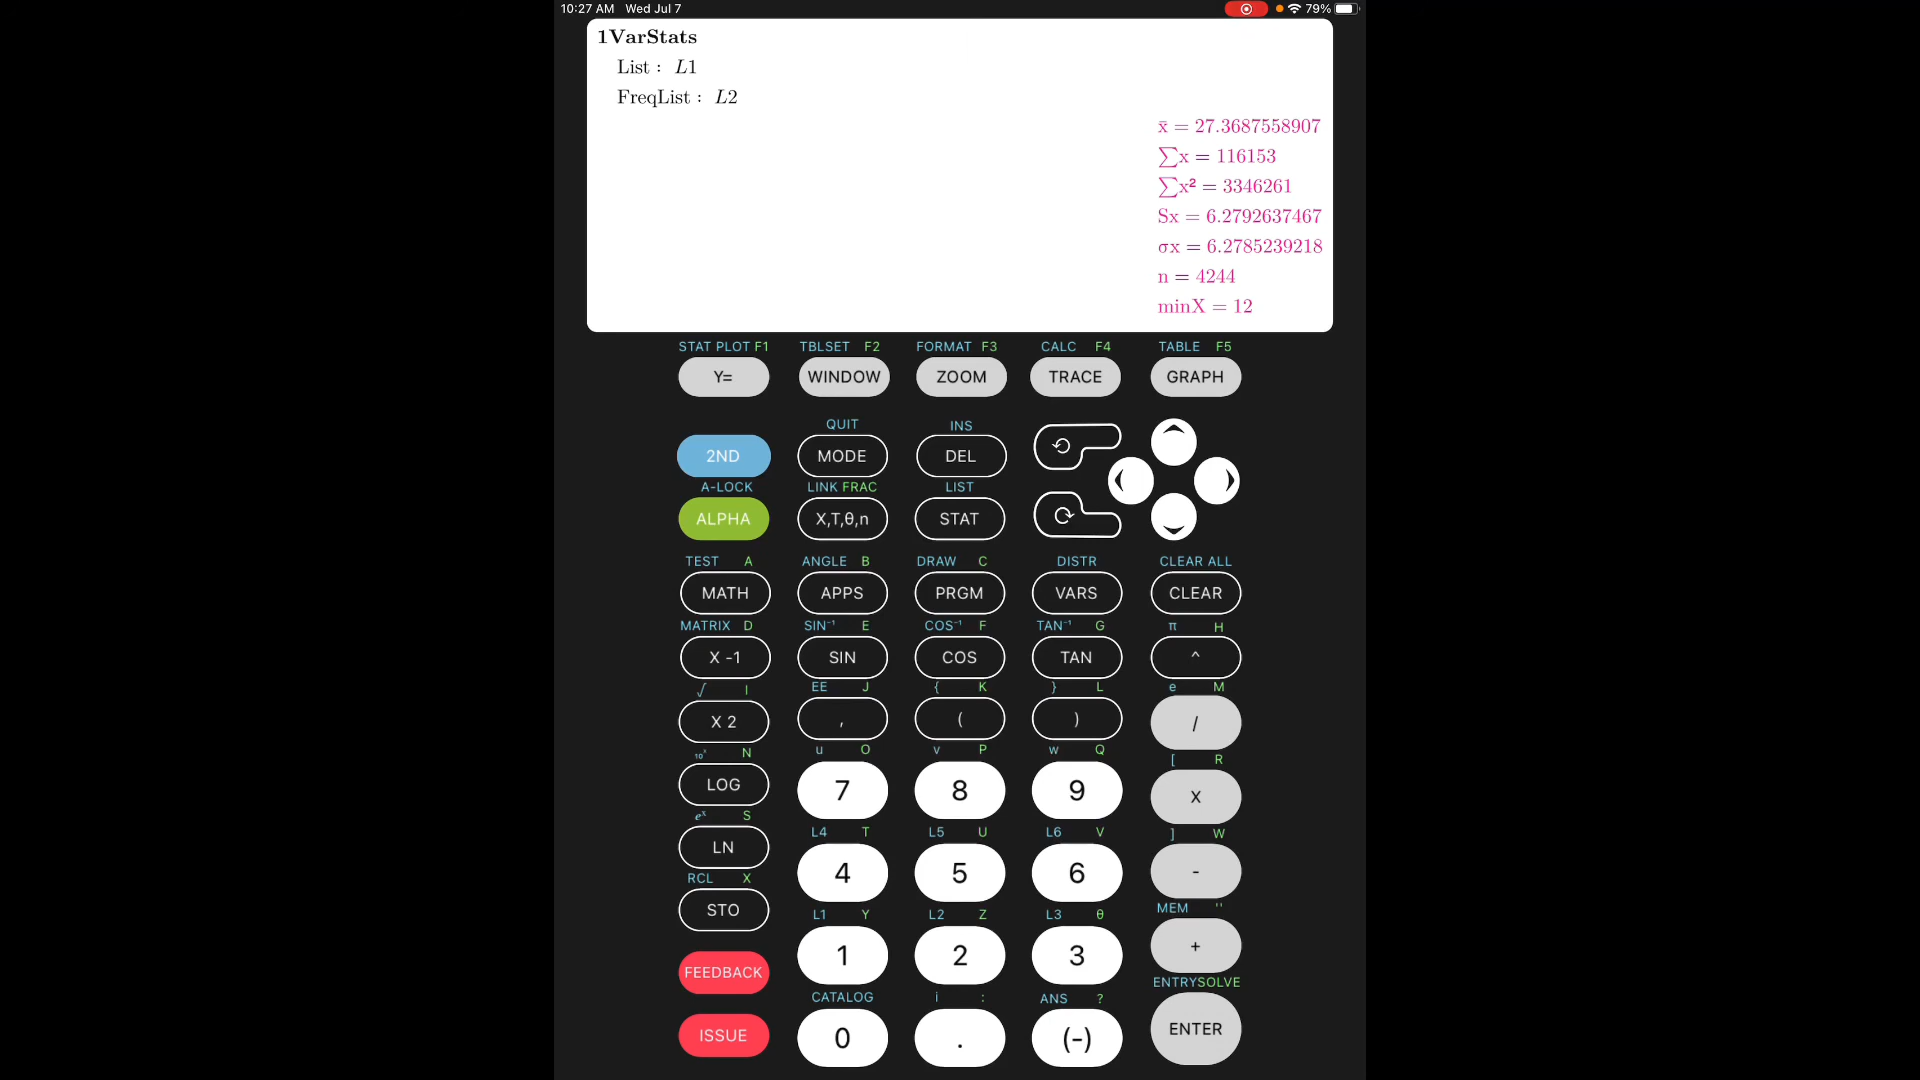 10:27 AM Wed Jul 7 79%
1VarStats
List : L1
FreqList : L2
x̄ = 27.3687558907
∑x = 116153
∑x² = 3346261
Sx = 6.2792637467
σx = 6.2785239218
n = 4244
minX = 12
STAT PLOT F1 TBLSET F2 FORMAT F3 CALC F4 TABLE F5
Y= WINDOW ZOOM TRACE GRAPH
QUIT INS
2ND MODE DEL
A-LOCK LINK FRAC LIST
ALPHA X,T,θ,n STAT
TEST A ANGLE B DRAW C DISTR CLEAR ALL
MATH APPS PRGM VARS CLEAR
MATRIX D SIN⁻¹ E COS⁻¹ F TAN⁻¹ G π H
X -1 SIN COS TAN ^
√ I EE J { K } L e M
X 2 , ( ) /
10ˣ N u O v P w Q [ R
LOG 7 8 9 X
eˣ S L4 T L5 U L6 V ] W
LN 4 5 6 -
RCL X L1 Y L2 Z L3 θ MEM ''
STO 1 2 3 +
FEEDBACK CATALOG i : ANS ? ENTRY SOLVE
ISSUE 0 . (-) ENTER